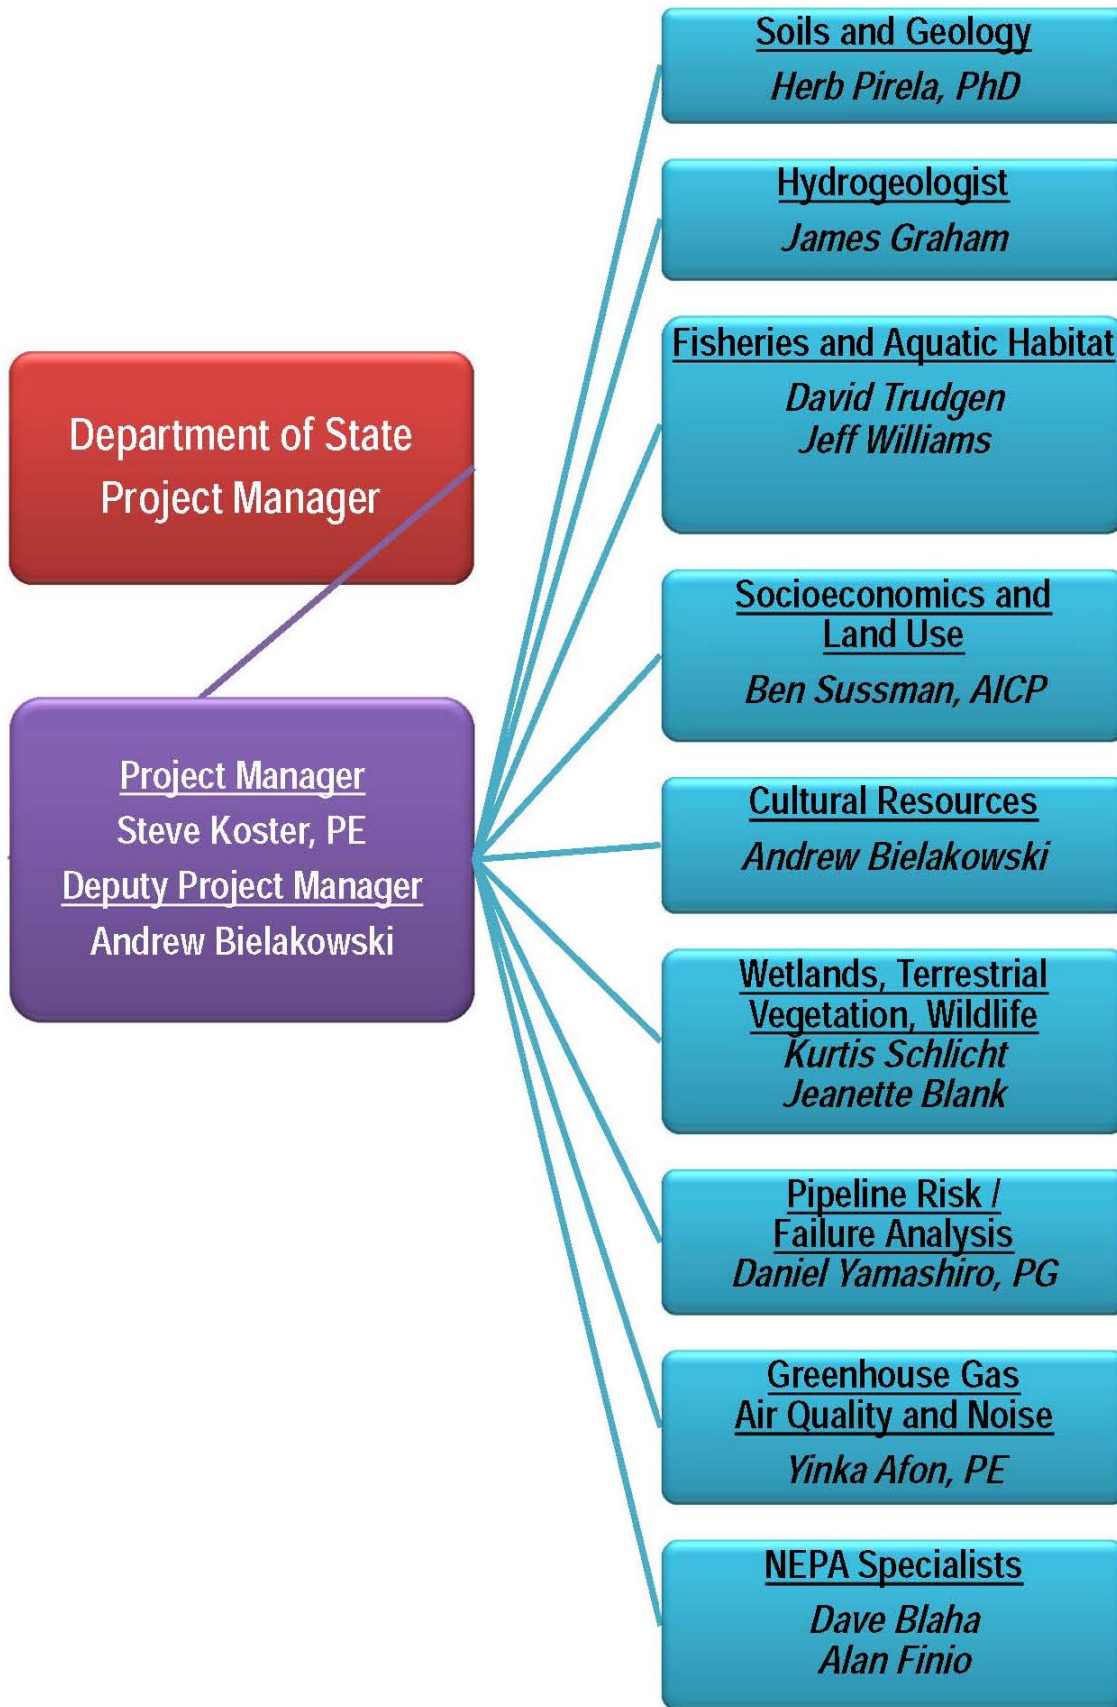 Department of State
Project Manager
Project Manager
Steve Koster, PE
Deputy Project Manager
Andrew Bielakowski
Soils and Geology
Herb Pirela, PhD
Hydrogeologist
James Graham
Fisheries and Aquatic Habitat
David Trudgen
Jeff Williams
Socioeconomics and
Land Use
Ben Sussman, AICP
Cultural Resources
Andrew Bielakowski
Wetlands, Terrestrial
Vegetation, Wildlife
Kurtis Schlicht
Jeanette Blank
Pipeline Risk /
Failure Analysis
Daniel Yamashiro, PG
Greenhouse Gas
Air Quality and Noise
Yinka Afon, PE
NEPA Specialists
Dave Blaha
Alan Finio